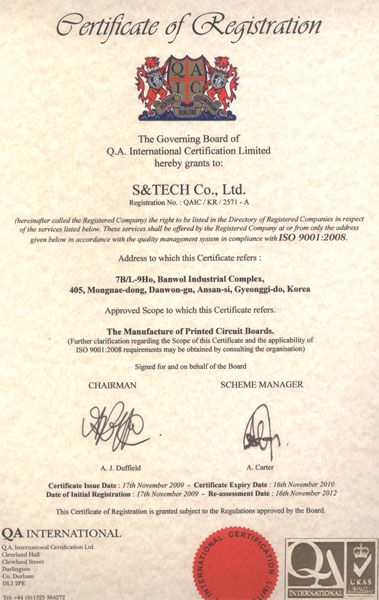 Certificate of Registration
Q A
I C
The Governing Board of
Q.A. International Certification Limited
hereby grants to:
S&TECH Co., Ltd.
Registration No. : QAIC / KR / 2571 - A
(hereinafter called the Registered Company) the right to be listed in the Directory of Registered Companies in respect
of the services listed below. These services shall be offered by the Registered Company at or from only the address
given below in accordance with the quality management system in compliance with ISO 9001:2008.
Address to which this Certificate refers :
7B/L-9Ho, Banwol Industrial Complex,
405, Mongnae-dong, Danwon-gu, Ansan-si, Gyeonggi-do, Korea
Approved Scope to which this Certificate refers.
The Manufacture of Printed Circuit Boards.
(Further clarification regarding the Scope of this Certificate and the applicability of
ISO 9001:2008 requirements may be obtained by consulting the organisation)
Signed for and on behalf of the Board
CHAIRMAN SCHEME MANAGER
A. J. Duffield A. Carter
Certificate Issue Date : 17th November 2009 - Certificate Expiry Date : 16th November 2010
Date of Initial Registration : 17th November 2009 - Re-assessment Date : 16th November 2012
This Certificate of Registration is granted subject to the Regulations approved by the Board.
QA INTERNATIONAL
Q.A. International Certification Ltd.
Cleveland Hall
Cleveland Street
Darlington
Co. Durham
DL1 2PE
Tel: +44 (0)1325 384272
INTERNATIONAL CERTIFICATION
QA
INTERNATIONAL
UKAS